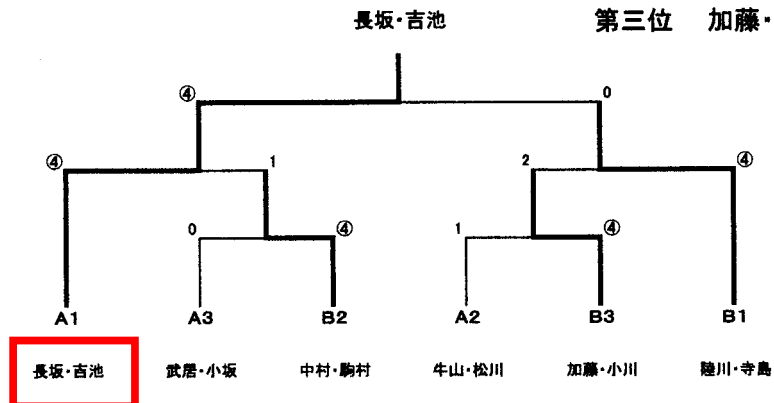 長坂・吉池
第三位 加藤・
④ 0
④ 1 2 ④
0 ④ 1 ④
A1 A3 B2 A2 B3 B1
長坂・吉池 武居・小坂 中村・駒村 牛山・松川 加藤・小川 陸川・寺島